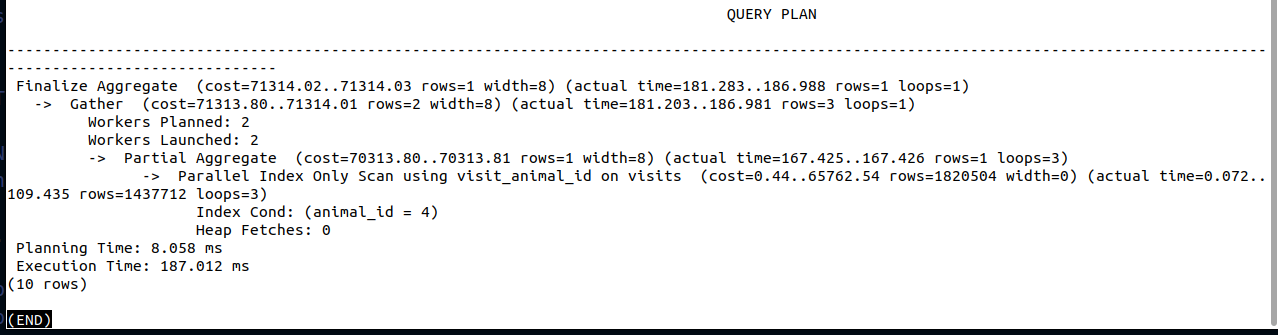 QUERY PLAN
--------------------------------------------------------------------------------------------------------------------------------------------
------------------------------
Finalize Aggregate  (cost=71314.02..71314.03 rows=1 width=8) (actual time=181.283..186.988 rows=1 loops=1)
  ->  Gather  (cost=71313.80..71314.01 rows=2 width=8) (actual time=181.203..186.981 rows=3 loops=1)
        Workers Planned: 2
        Workers Launched: 2
        ->  Partial Aggregate  (cost=70313.80..70313.81 rows=1 width=8) (actual time=167.425..167.426 rows=1 loops=3)
              ->  Parallel Index Only Scan using visit_animal_id on visits  (cost=0.44..65762.54 rows=1820504 width=0) (actual time=0.072..
109.435 rows=1437712 loops=3)
                    Index Cond: (animal_id = 4)
                    Heap Fetches: 0
Planning Time: 8.058 ms
Execution Time: 187.012 ms
(10 rows)
(END)